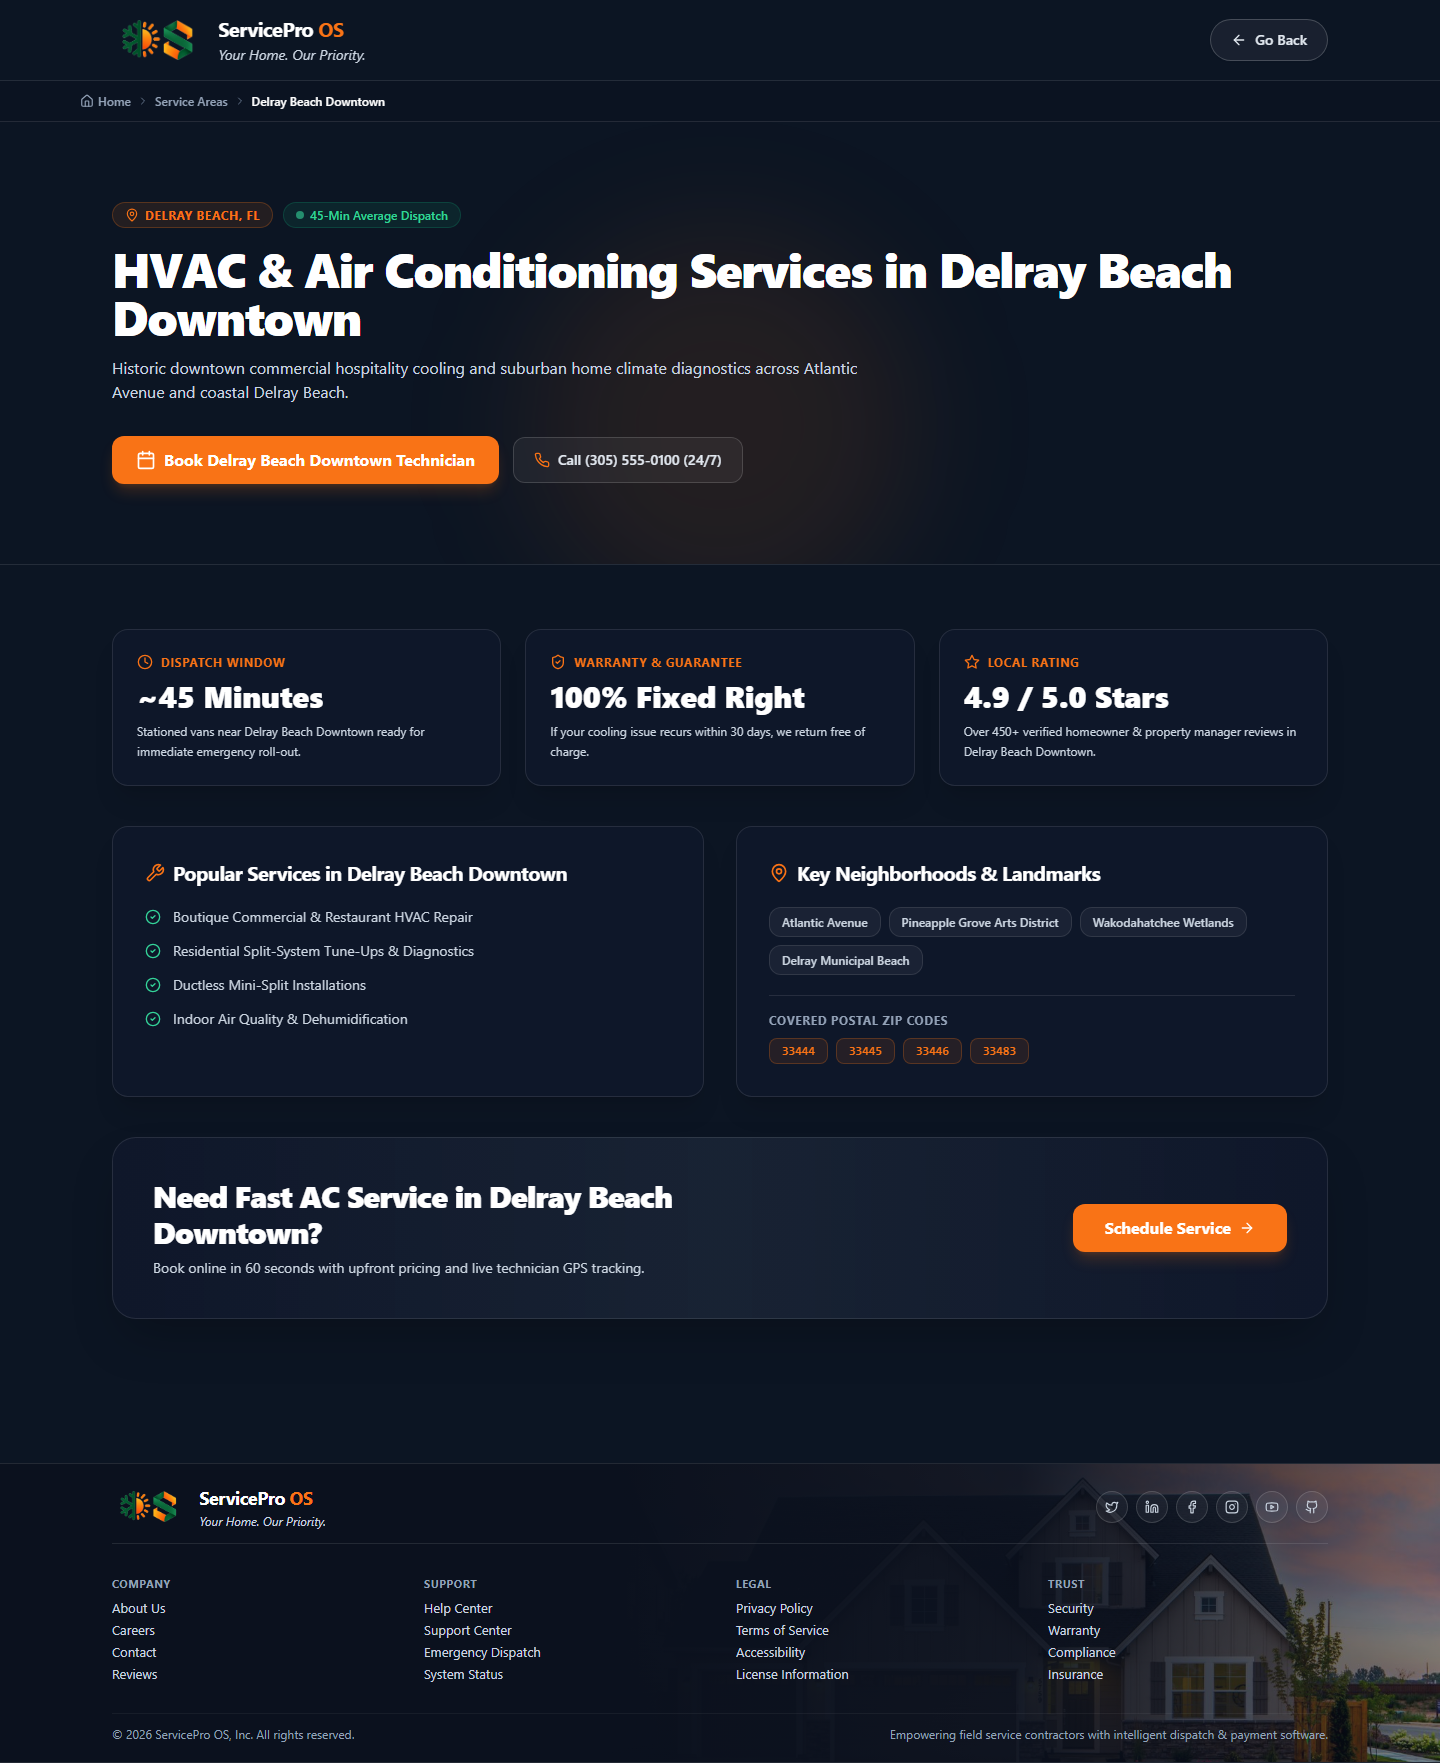 ServicePro OS
Your Home. Our Priority.
Go Back
Home
Service Areas
Delray Beach Downtown
DELRAY BEACH, FL
45-Min Average Dispatch
HVAC & Air Conditioning Services in Delray Beach
Downtown
Historic downtown commercial hospitality cooling and suburban home climate diagnostics across Atlantic
Avenue and coastal Delray Beach.
Book Delray Beach Downtown Technician
Call (305) 555-0100 (24/7)
DISPATCH WINDOW
~45 Minutes
Stationed vans near Delray Beach Downtown ready for
immediate emergency roll-out.
WARRANTY & GUARANTEE
100% Fixed Right
If your cooling issue recurs within 30 days, we return free of
charge.
LOCAL RATING
4.9 / 5.0 Stars
Over 450+ verified homeowner & property manager reviews in
Delray Beach Downtown.
Popular Services in Delray Beach Downtown
Boutique Commercial & Restaurant HVAC Repair
Residential Split-System Tune-Ups & Diagnostics
Ductless Mini-Split Installations
Indoor Air Quality & Dehumidification
Key Neighborhoods & Landmarks
Atlantic Avenue
Pineapple Grove Arts District
Wakodahatchee Wetlands
Delray Municipal Beach
COVERED POSTAL ZIP CODES
33444
33445
33446
33483
Need Fast AC Service in Delray Beach
Downtown?
Book online in 60 seconds with upfront pricing and live technician GPS tracking.
Schedule Service
ServicePro OS
Your Home. Our Priority.
COMPANY
About Us
Careers
Contact
Reviews
SUPPORT
Help Center
Support Center
Emergency Dispatch
System Status
LEGAL
Privacy Policy
Terms of Service
Accessibility
License Information
TRUST
Security
Warranty
Compliance
Insurance
© 2026 ServicePro OS, Inc. All rights reserved.
Empowering field service contractors with intelligent dispatch & payment software.